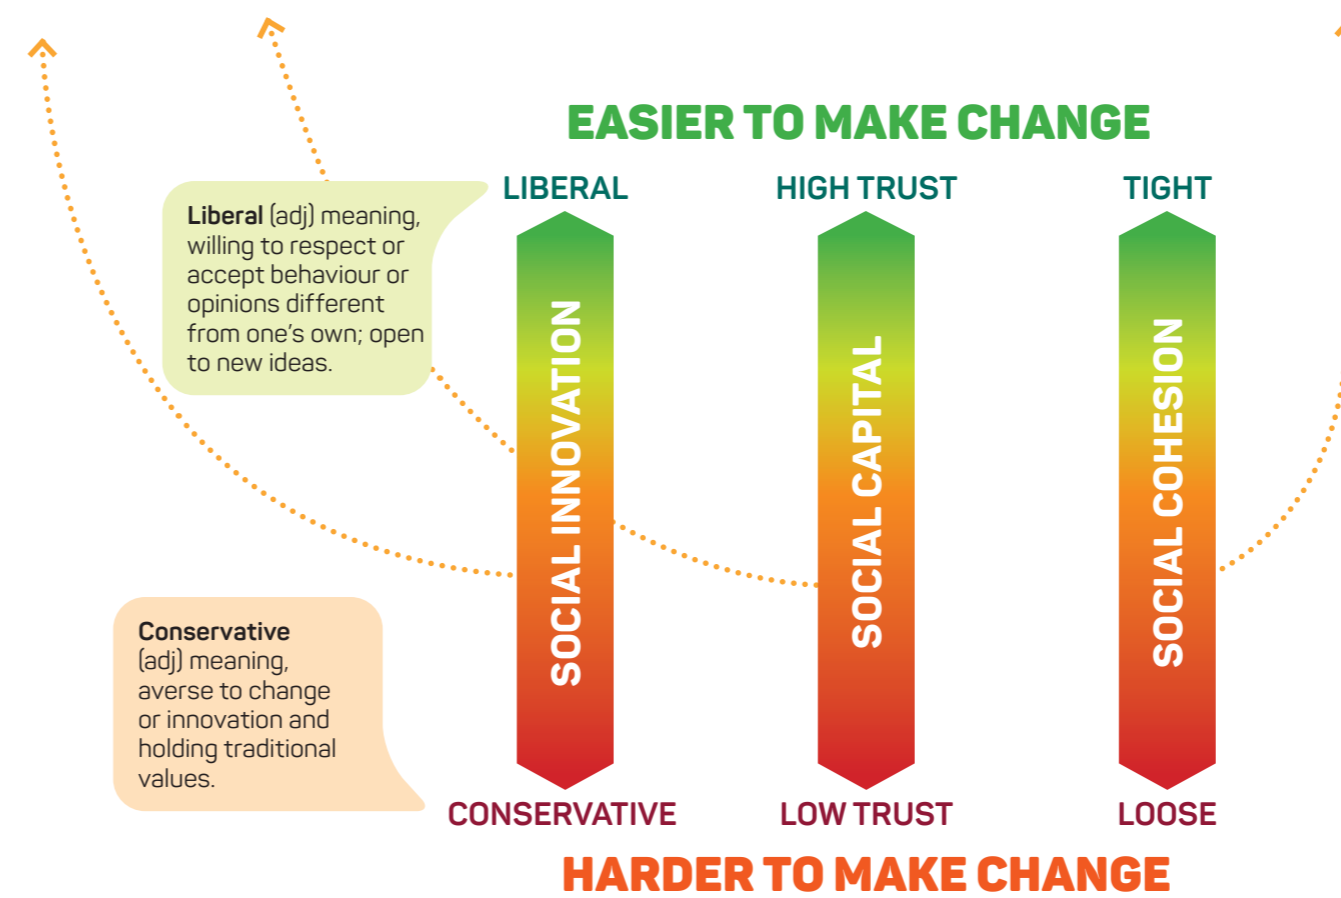 EASIER TO MAKE CHANGE
LIBERAL
HIGH TRUST
TIGHT
Liberal (adj) meaning,
willing to respect or
accept behaviour or
opinions different
from one's own; open
to new ideas.
SOCIAL INNOVATION
SOCIAL CAPITAL
SOCIAL COHESION
Conservative
(adj) meaning,
averse to change
or innovation and
holding traditional
values.
CONSERVATIVE
LOW TRUST
LOOSE
HARDER TO MAKE CHANGE